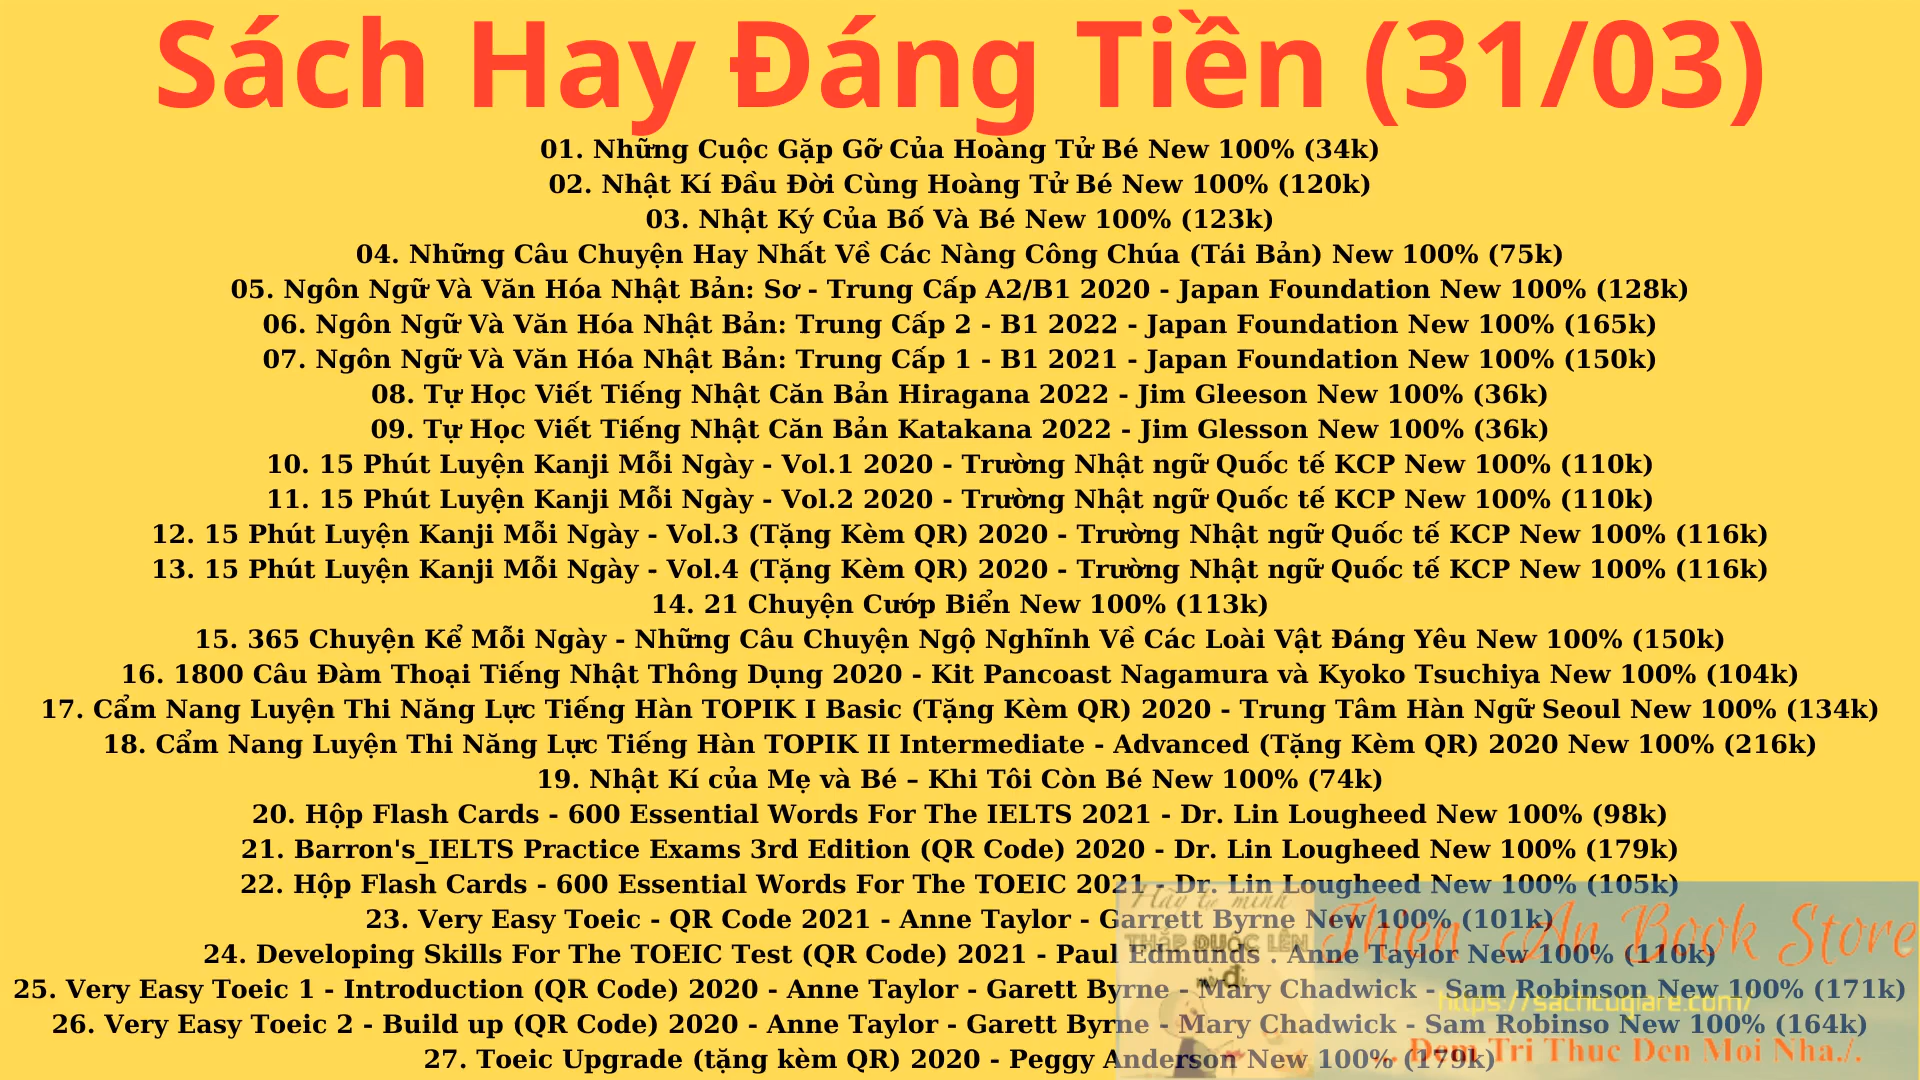 Sách Hay Đáng Tiền (31/03)
01. Những Cuộc Gặp Gỡ Của Hoàng Tử Bé New 100% (34k)
02. Nhật Kí Đầu Đời Cùng Hoàng Tử Bé New 100% (120k)
03. Nhật Ký Của Bố Và Bé New 100% (123k)
04. Những Câu Chuyện Hay Nhất Về Các Nàng Công Chúa (Tái Bản) New 100% (75k)
05. Ngôn Ngữ Và Văn Hóa Nhật Bản: Sơ - Trung Cấp A2/B1 2020 - Japan Foundation New 100% (128k)
06. Ngôn Ngữ Và Văn Hóa Nhật Bản: Trung Cấp 2 - B1 2022 - Japan Foundation New 100% (165k)
07. Ngôn Ngữ Và Văn Hóa Nhật Bản: Trung Cấp 1 - B1 2021 - Japan Foundation New 100% (150k)
08. Tự Học Viết Tiếng Nhật Căn Bản Hiragana 2022 - Jim Gleeson New 100% (36k)
09. Tự Học Viết Tiếng Nhật Căn Bản Katakana 2022 - Jim Glesson New 100% (36k)
10. 15 Phút Luyện Kanji Mỗi Ngày - Vol.1 2020 - Trường Nhật ngữ Quốc tế KCP New 100% (110k)
11. 15 Phút Luyện Kanji Mỗi Ngày - Vol.2 2020 - Trường Nhật ngữ Quốc tế KCP New 100% (110k)
12. 15 Phút Luyện Kanji Mỗi Ngày - Vol.3 (Tặng Kèm QR) 2020 - Trường Nhật ngữ Quốc tế KCP New 100% (116k)
13. 15 Phút Luyện Kanji Mỗi Ngày - Vol.4 (Tặng Kèm QR) 2020 - Trường Nhật ngữ Quốc tế KCP New 100% (116k)
14. 21 Chuyện Cướp Biển New 100% (113k)
15. 365 Chuyện Kể Mỗi Ngày - Những Câu Chuyện Ngộ Nghĩnh Về Các Loài Vật Đáng Yêu New 100% (150k)
16. 1800 Câu Đàm Thoại Tiếng Nhật Thông Dụng 2020 - Kit Pancoast Nagamura và Kyoko Tsuchiya New 100% (104k)
17. Cẩm Nang Luyện Thi Năng Lực Tiếng Hàn TOPIK I Basic (Tặng Kèm QR) 2020 - Trung Tâm Hàn Ngữ Seoul New 100% (134k)
18. Cẩm Nang Luyện Thi Năng Lực Tiếng Hàn TOPIK II Intermediate - Advanced (Tặng Kèm QR) 2020 New 100% (216k)
19. Nhật Kí của Mẹ và Bé – Khi Tôi Còn Bé New 100% (74k)
20. Hộp Flash Cards - 600 Essential Words For The IELTS 2021 - Dr. Lin Lougheed New 100% (98k)
21. Barron's_IELTS Practice Exams 3rd Edition (QR Code) 2020 - Dr. Lin Lougheed New 100% (179k)
22. Hộp Flash Cards - 600 Essential Words For The TOEIC 2021 - Dr. Lin Lougheed New 100% (105k)
23. Very Easy Toeic - QR Code 2021 - Anne Taylor - Garrett Byrne New 100% (101k)
24. Developing Skills For The TOEIC Test (QR Code) 2021 - Paul Edmunds . Anne Taylor New 100% (110k)
25. Very Easy Toeic 1 - Introduction (QR Code) 2020 - Anne Taylor - Garett Byrne - Mary Chadwick - Sam Robinson New 100% (171k)
26. Very Easy Toeic 2 - Build up (QR Code) 2020 - Anne Taylor - Garett Byrne - Mary Chadwick - Sam Robinso New 100% (164k)
27. Toeic Upgrade (tặng kèm QR) 2020 - Peggy Anderson New 100% (179k)
Hãy tự mình
THẮP ĐƯỢC LÊN
Thien An Book Store
https://sachcugiare.com/
... Dem Tri Thuc Den Moi Nha./.